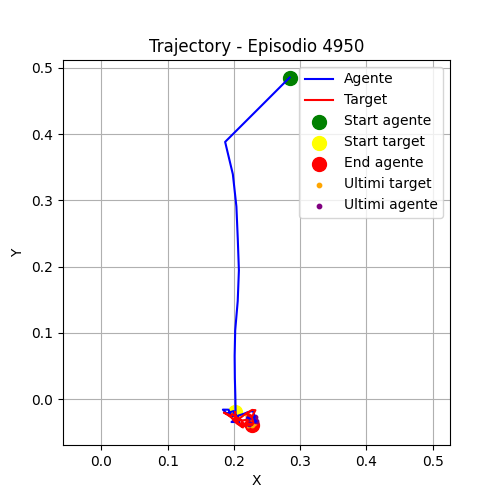 Trajectory - Episodio 4950
0.5
0.4
0.3
0.2
0.1
0.0
Y
0.0 0.1 0.2 0.3 0.4 0.5
X
Agente
Target
Start agente
Start target
End agente
Ultimi target
Ultimi agente